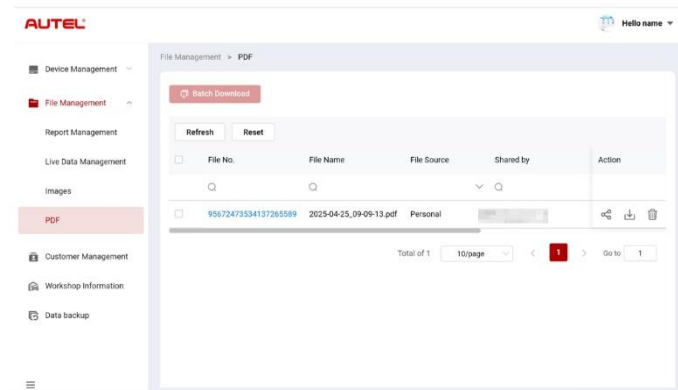 AUTEL
Hello name
Device Management
File Management
Report Management
Live Data Management
Images
PDF
Customer Management
Workshop Information
Data backup
File Management > PDF
Batch Download
Refresh Reset
File No. File Name File Source Shared by Action
95672473534137265589 2025-04-25_09-09-13.pdf Personal
Total of 1 10/page < 1 > Go to 1